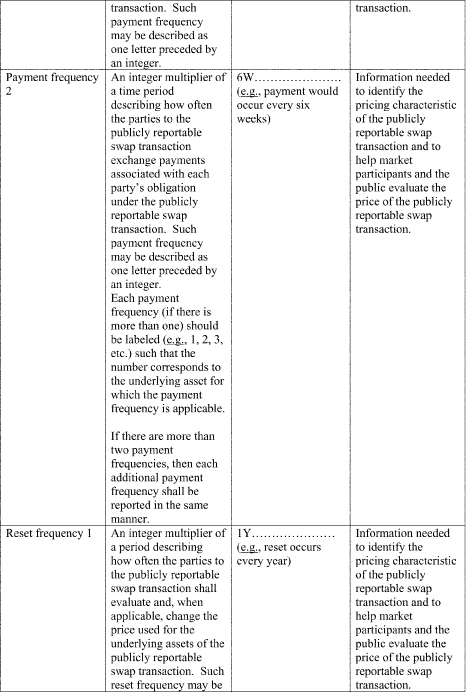 transaction.  Such
payment frequency
may be described as
one letter preceded by
an integer.
transaction.
Payment frequency
2
An integer multiplier of
a time period
describing how often
the parties to the
publicly reportable
swap transaction
exchange payments
associated with each
party's obligation
under the publicly
reportable swap
transaction.  Such
payment frequency
may be described as
one letter preceded by
an integer.
Each payment
frequency (if there is
more than one) should
be labeled (e.g., 1, 2, 3,
etc.) such that the
number corresponds to
the underlying asset for
which the payment
frequency is applicable.
If there are more than
two payment
frequencies, then each
additional payment
frequency shall be
reported in the same
manner.
6W…………………
(e.g., payment would
occur every six
weeks)
Information needed
to identify the
pricing characteristic
of the publicly
reportable swap
transaction and to
help market
participants and the
public evaluate the
price of the publicly
reportable swap
transaction.
Reset frequency 1
An integer multiplier of
a period describing
how often the parties to
the publicly reportable
swap transaction shall
evaluate and, when
applicable, change the
price used for the
underlying assets of the
publicly reportable
swap transaction.  Such
reset frequency may be
1Y…………………
(e.g., reset occurs
every year)
Information needed
to identify the
pricing characteristic
of the publicly
reportable swap
transaction and to
help market
participants and the
public evaluate the
price of the publicly
reportable swap
transaction.